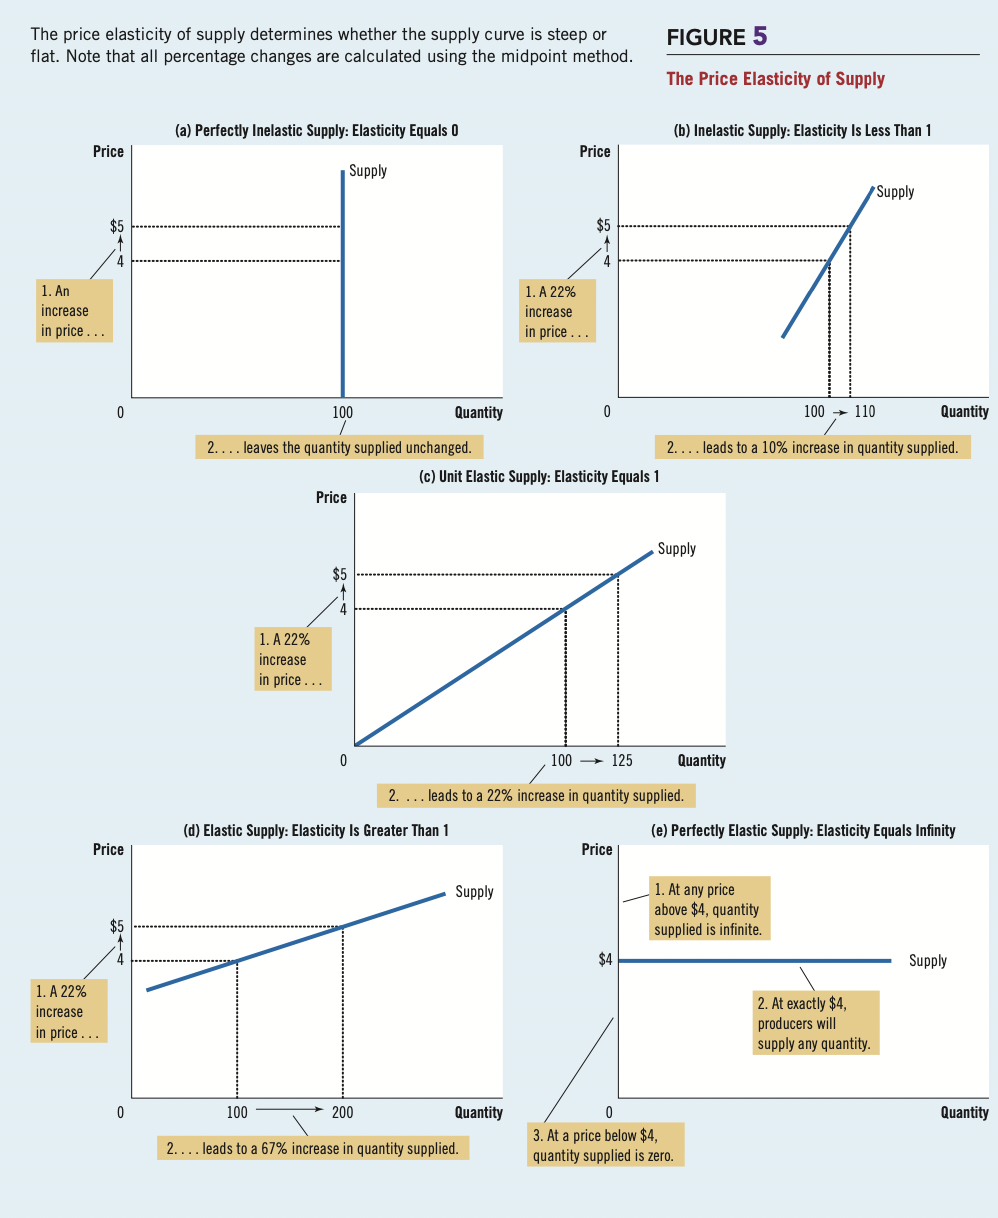 The price elasticity of supply determines whether the supply curve is steep or
flat. Note that all percentage changes are calculated using the midpoint method.
FIGURE 5
The Price Elasticity of Supply
(a) Perfectly Inelastic Supply: Elasticity Equals 0
Price
Supply
$5
4
1. An
increase
in price . . .
0
100
Quantity
2. . . . leaves the quantity supplied unchanged.
(b) Inelastic Supply: Elasticity Is Less Than 1
Price
Supply
$5
4
1. A 22%
increase
in price . . .
0
100
110
Quantity
2. . . . leads to a 10% increase in quantity supplied.
(c) Unit Elastic Supply: Elasticity Equals 1
Price
Supply
$5
4
1. A 22%
increase
in price . . .
0
100
125
Quantity
2. . . . leads to a 22% increase in quantity supplied.
(d) Elastic Supply: Elasticity Is Greater Than 1
Price
Supply
$5
4
1. A 22%
increase
in price . . .
0
100
200
Quantity
2. . . . leads to a 67% increase in quantity supplied.
(e) Perfectly Elastic Supply: Elasticity Equals Infinity
Price
1. At any price
above $4, quantity
supplied is infinite.
$4
Supply
2. At exactly $4,
producers will
supply any quantity.
0
Quantity
3. At a price below $4,
quantity supplied is zero.